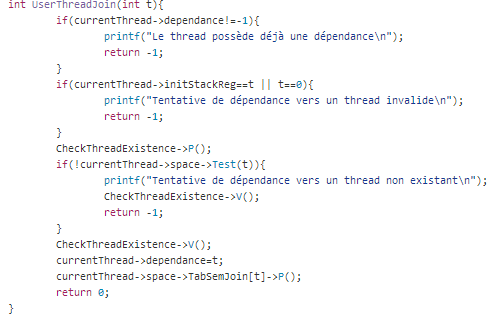 int UserThreadJoin(int t){
        if(currentThread->dependance!=-1){
                printf("Le thread possède déjà une dépendance\n");
                return -1;
        }
        if(currentThread->initStackReg==t || t==0){
                printf("Tentative de dépendance vers un thread invalide\n");
                return -1;
        }
        CheckThreadExistence->P();
        if(!currentThread->space->Test(t)){
                printf("Tentative de dépendance vers un thread non existant\n");
                CheckThreadExistence->V();
                return -1;
        }
        CheckThreadExistence->V();
        currentThread->dependance=t;
        currentThread->space->TabSemJoin[t]->P();
        return 0;
}